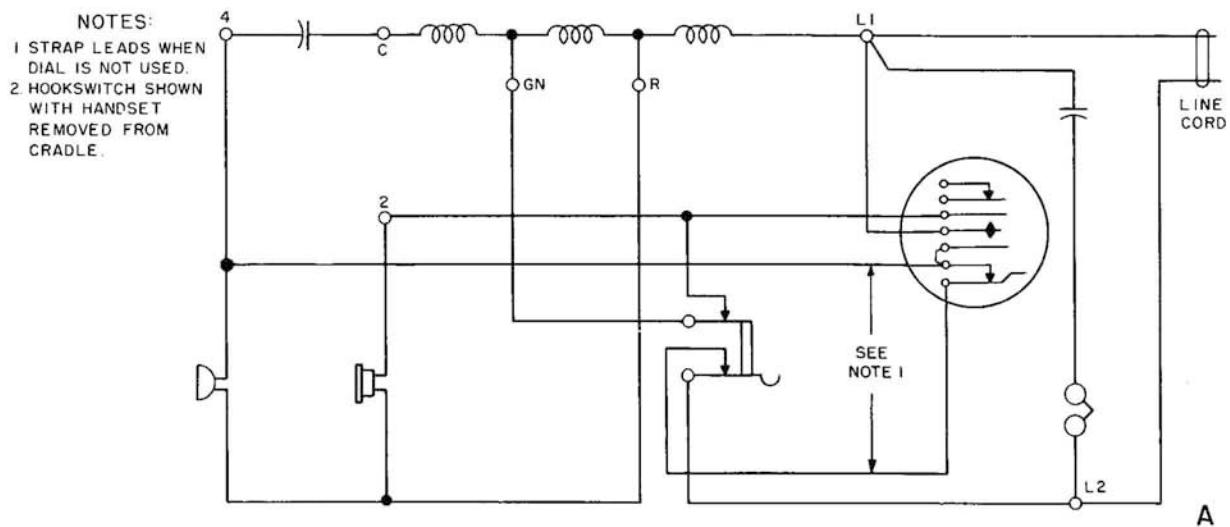 NOTES:
1 STRAP LEADS WHEN
DIAL IS NOT USED.
2. HOOKSWITCH SHOWN
WITH HANDSET
REMOVED FROM
CRADLE.
4
C
L1
GN
R
LINE
CORD
2
SEE
NOTE 1
L2
A